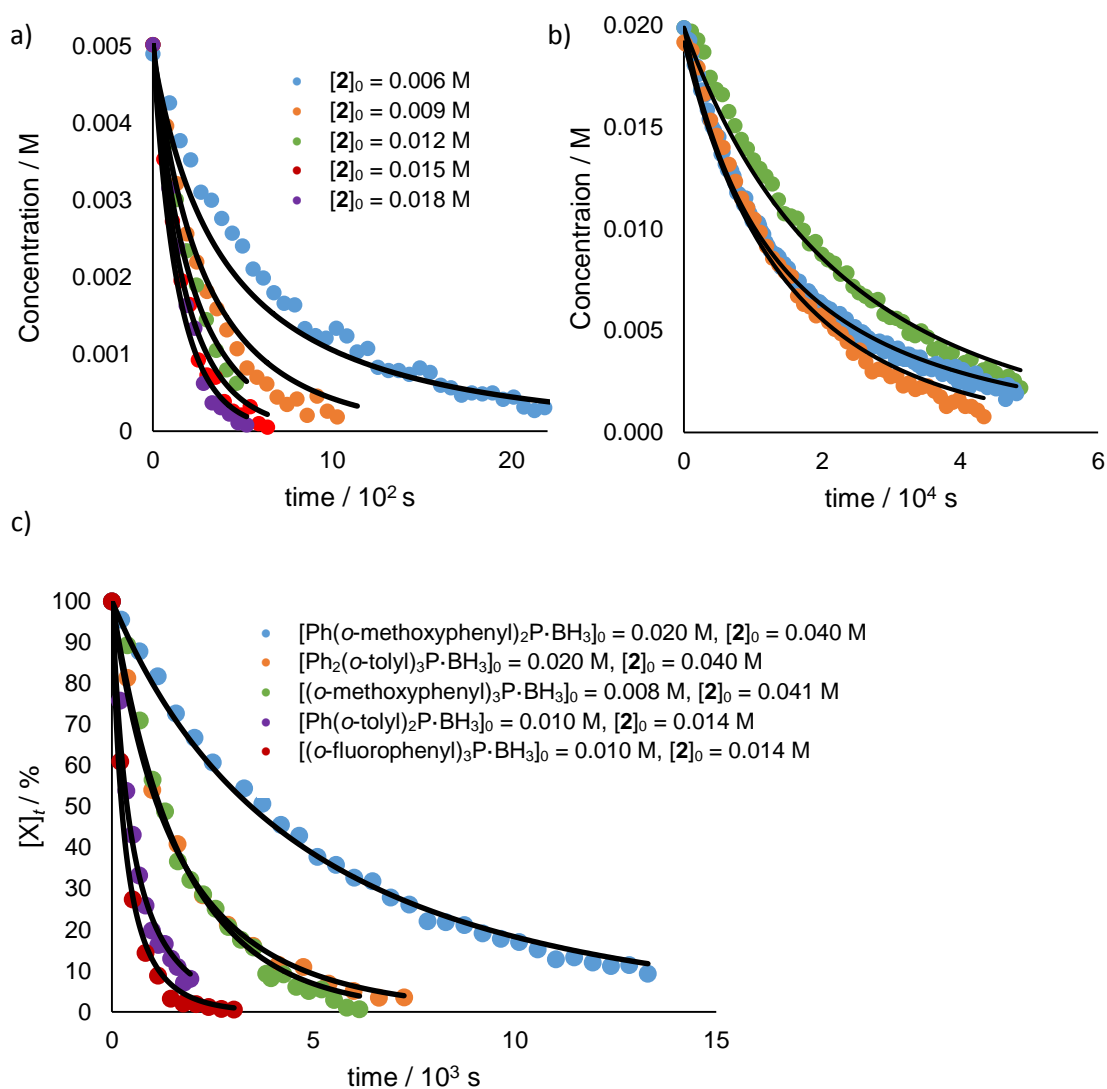 a)
0.005
0.004
0.003
0.002
0.001
0
Concentration / M
0 10 20
time / 10² s
[2]₀ = 0.006 M
[2]₀ = 0.009 M
[2]₀ = 0.012 M
[2]₀ = 0.015 M
[2]₀ = 0.018 M
b)
0.020
0.015
0.010
0.005
0.000
Concentraion / M
0 2 4 6
time / 10⁴ s
c)
100
90
80
70
60
50
40
30
20
10
0
[X]ₜ / %
0 5 10 15
time / 10³ s
[Ph(o-methoxyphenyl)₂P·BH₃]₀ = 0.020 M, [2]₀ = 0.040 M
[Ph₂(o-tolyl)₃P·BH₃]₀ = 0.020 M, [2]₀ = 0.040 M
[(o-methoxyphenyl)₃P·BH₃]₀ = 0.008 M, [2]₀ = 0.041 M
[Ph(o-tolyl)₂P·BH₃]₀ = 0.010 M, [2]₀ = 0.014 M
[(o-fluorophenyl)₃P·BH₃]₀ = 0.010 M, [2]₀ = 0.014 M